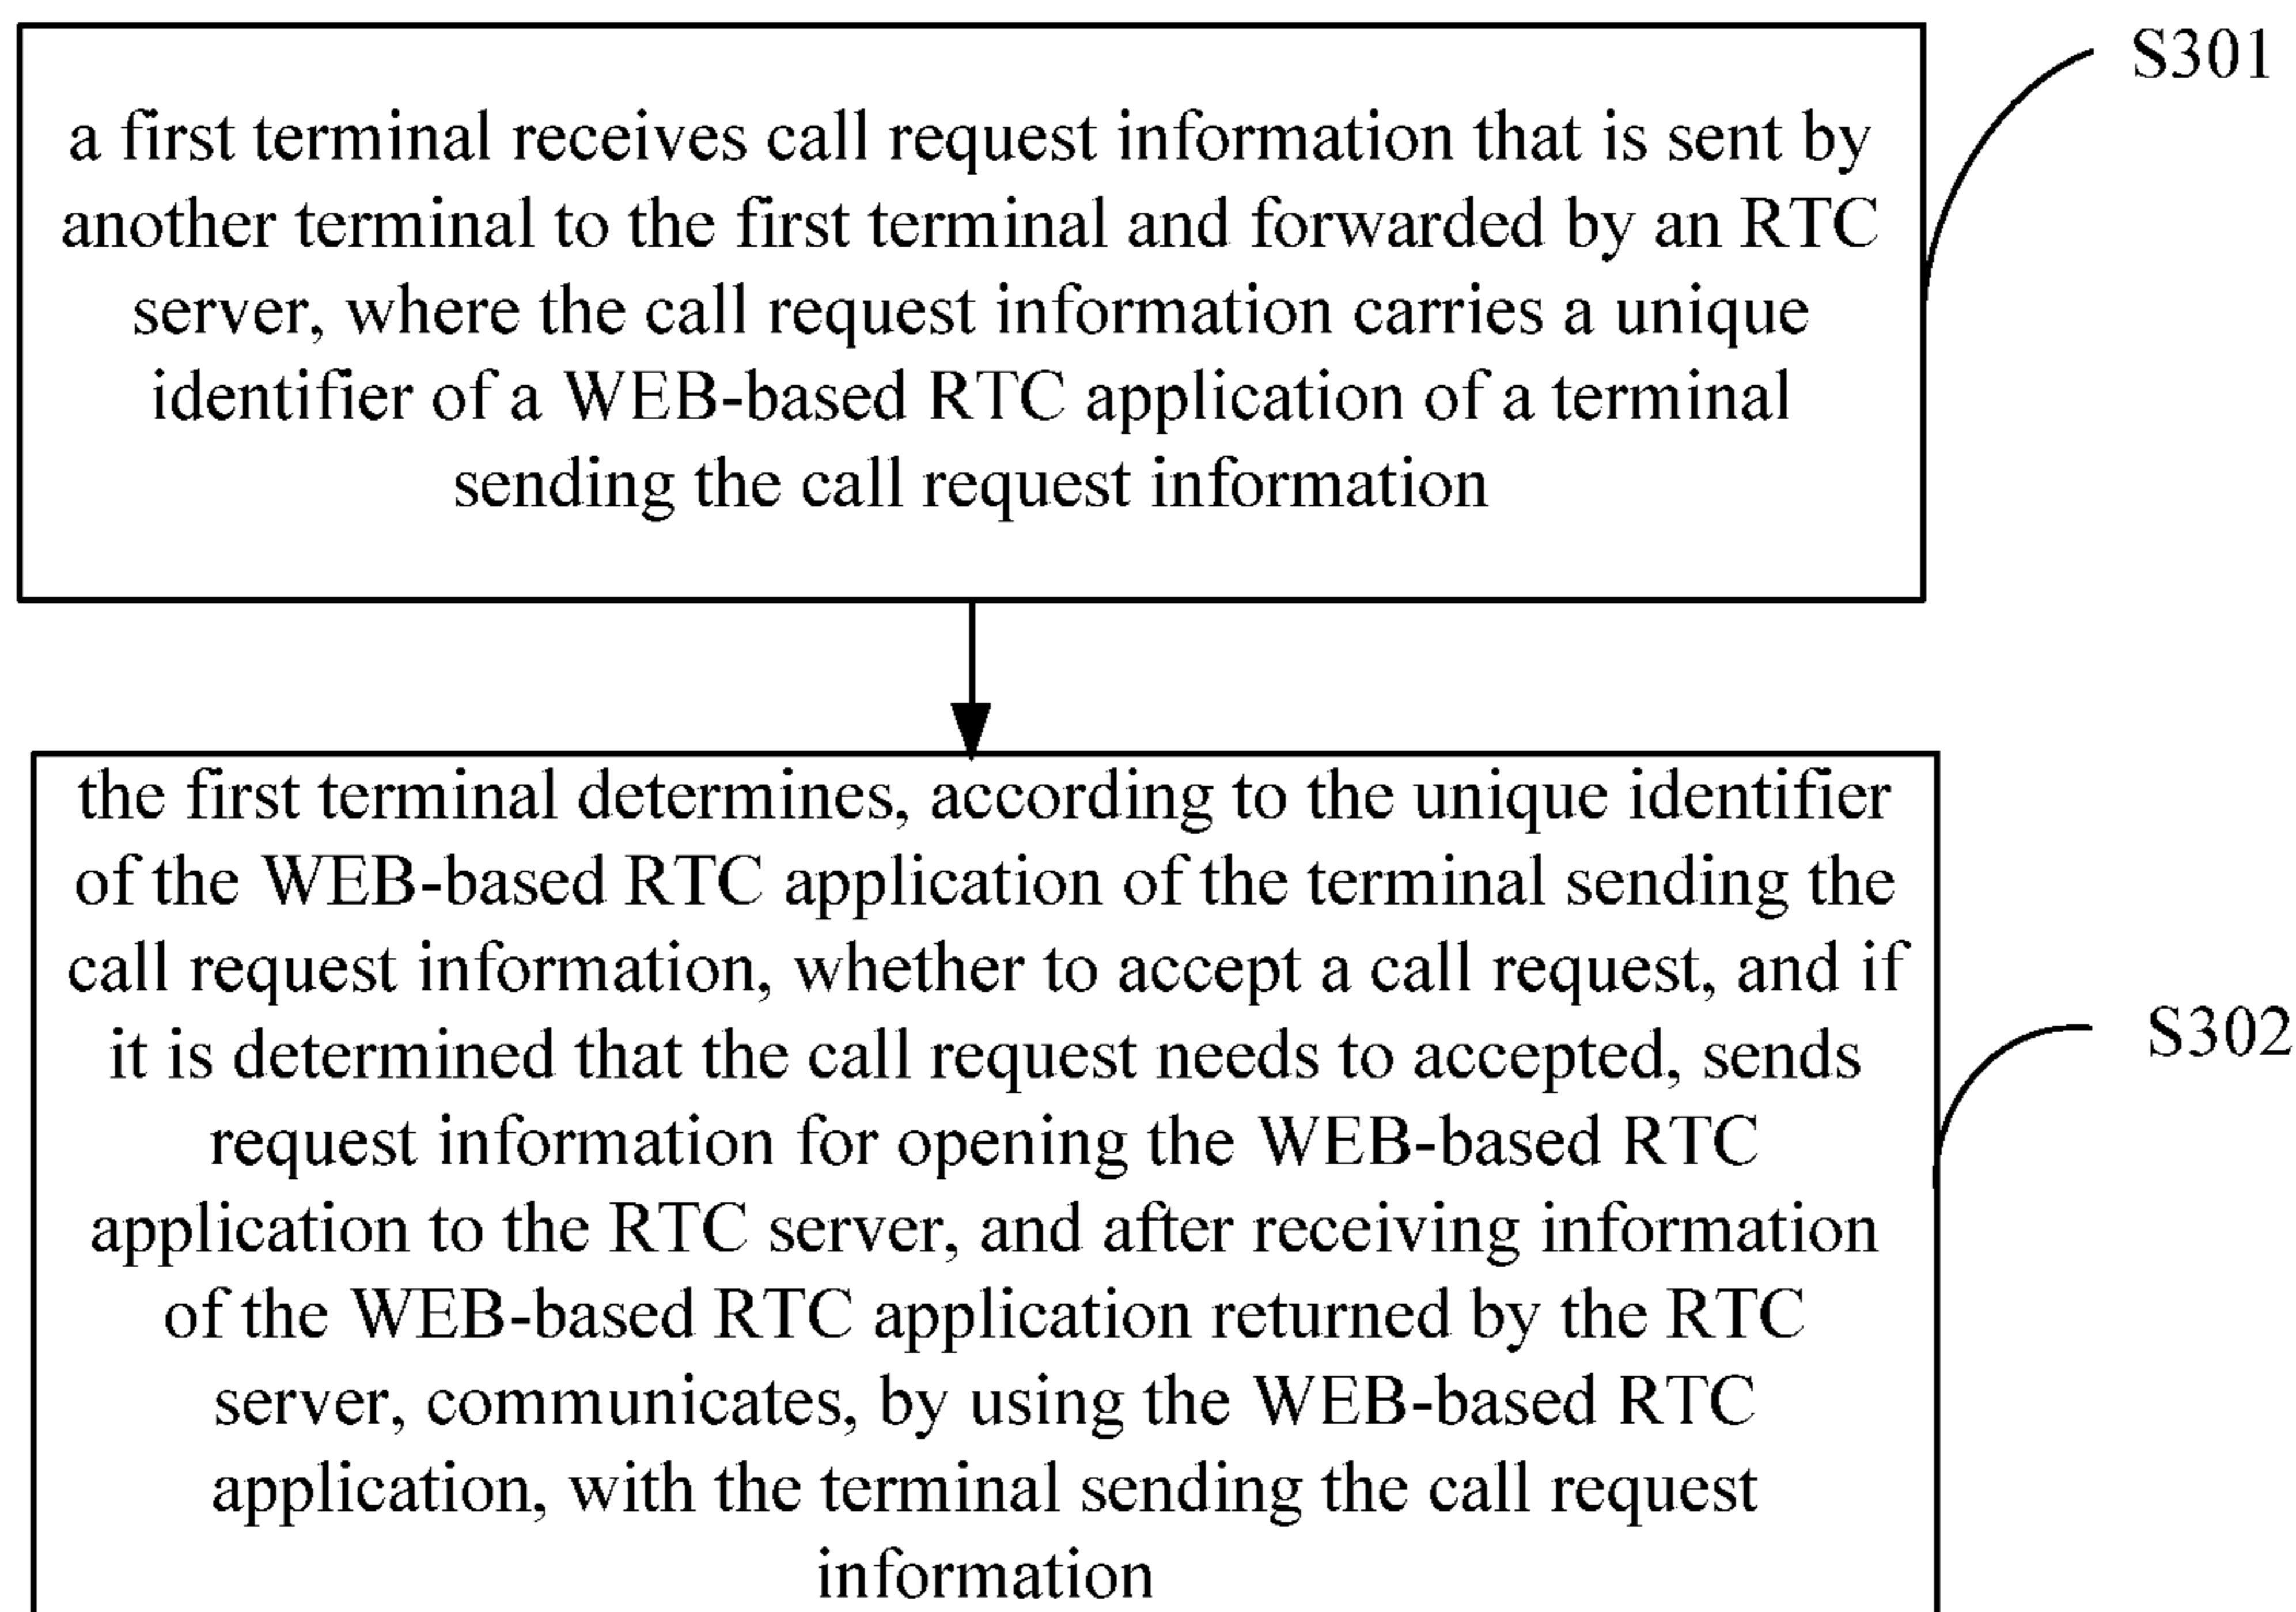 S301
a first terminal receives call request information that is sent by
another terminal to the first terminal and forwarded by an RTC
server, where the call request information carries a unique
identifier of a WEB-based RTC application of a terminal
sending the call request information
the first terminal determines, according to the unique identifier
of the WEB-based RTC application of the terminal sending the
call request information, whether to accept a call request, and if
it is determined that the call request needs to accepted, sends
request information for opening the WEB-based RTC
application to the RTC server, and after receiving information
of the WEB-based RTC application returned by the RTC
server, communicates, by using the WEB-based RTC
application, with the terminal sending the call request
information
S302